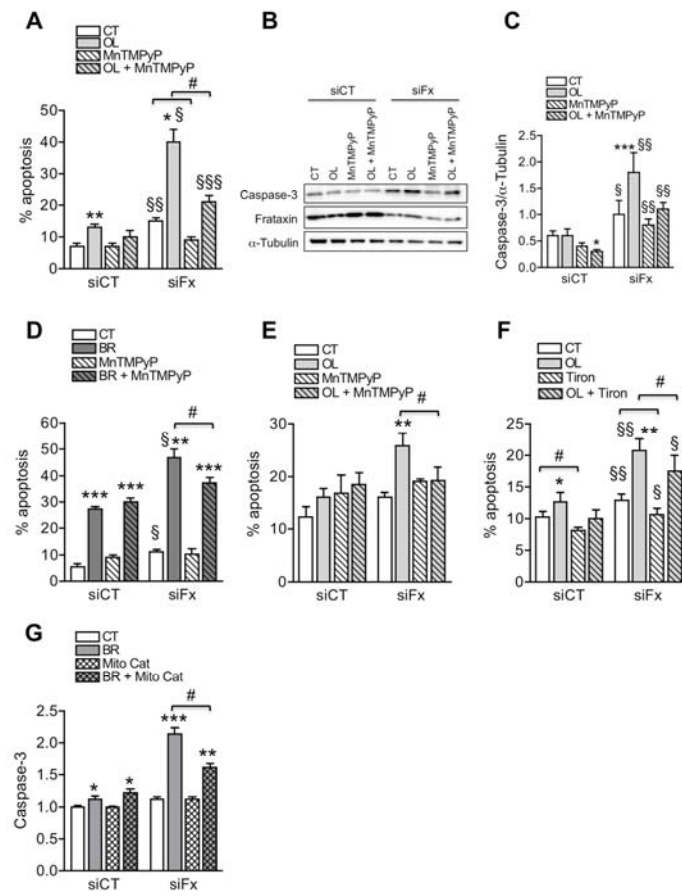 A
CT
OL
MnTMPyP
OL + MnTMPyP
#
* §
§§
§§§
**
% apoptosis
50
40
30
20
10
0
siCT
siFx
B
siCT
siFx
CT
OL
MnTMPyP
OL + MnTMPyP
CT
OL
MnTMPyP
OL + MnTMPyP
Caspase-3
Frataxin
α-Tubulin
C
CT
OL
MnTMPyP
OL + MnTMPyP
Caspase-3/α-Tubulin
2.5
2.0
1.5
1.0
0.5
0.0
*** §§
§
§§
§§
*
siCT
siFx
D
CT
BR
MnTMPyP
BR + MnTMPyP
% apoptosis
60
50
40
30
20
10
0
#
§ **
***
***
***
§
siCT
siFx
E
CT
OL
MnTMPyP
OL + MnTMPyP
% apoptosis
30
20
10
0
#
**
siCT
siFx
F
CT
OL
Tiron
OL + Tiron
% apoptosis
25
20
15
10
5
0
#
§§
**
§
#
*
§§
§
siCT
siFx
G
CT
BR
Mito Cat
BR + Mito Cat
Caspase-3
2.5
2.0
1.5
1.0
0.5
0.0
#
***
**
*
*
siCT
siFx